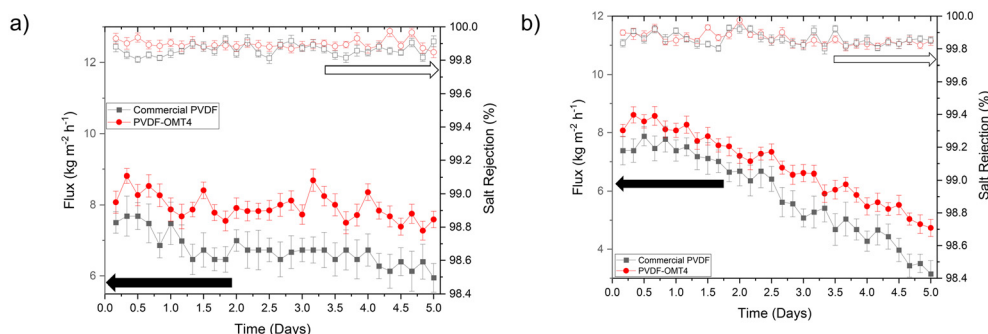 a)
Flux (kg m⁻² h⁻¹)
12
10
8
6
Commercial PVDF
PVDF-OMT4
100.0
99.8
99.6
99.4
99.2
99.0
98.8
98.6
98.4
Salt Rejection (%)
0.0 0.5 1.0 1.5 2.0 2.5 3.0 3.5 4.0 4.5 5.0
Time (Days)
b)
Flux (kg m⁻² h⁻¹)
12
10
8
6
4
Commercial PVDF
PVDF-OMT4
100.0
99.8
99.6
99.4
99.2
99.0
98.8
98.6
98.4
Salt Rejection (%)
0.0 0.5 1.0 1.5 2.0 2.5 3.0 3.5 4.0 4.5 5.0
Time (Days)